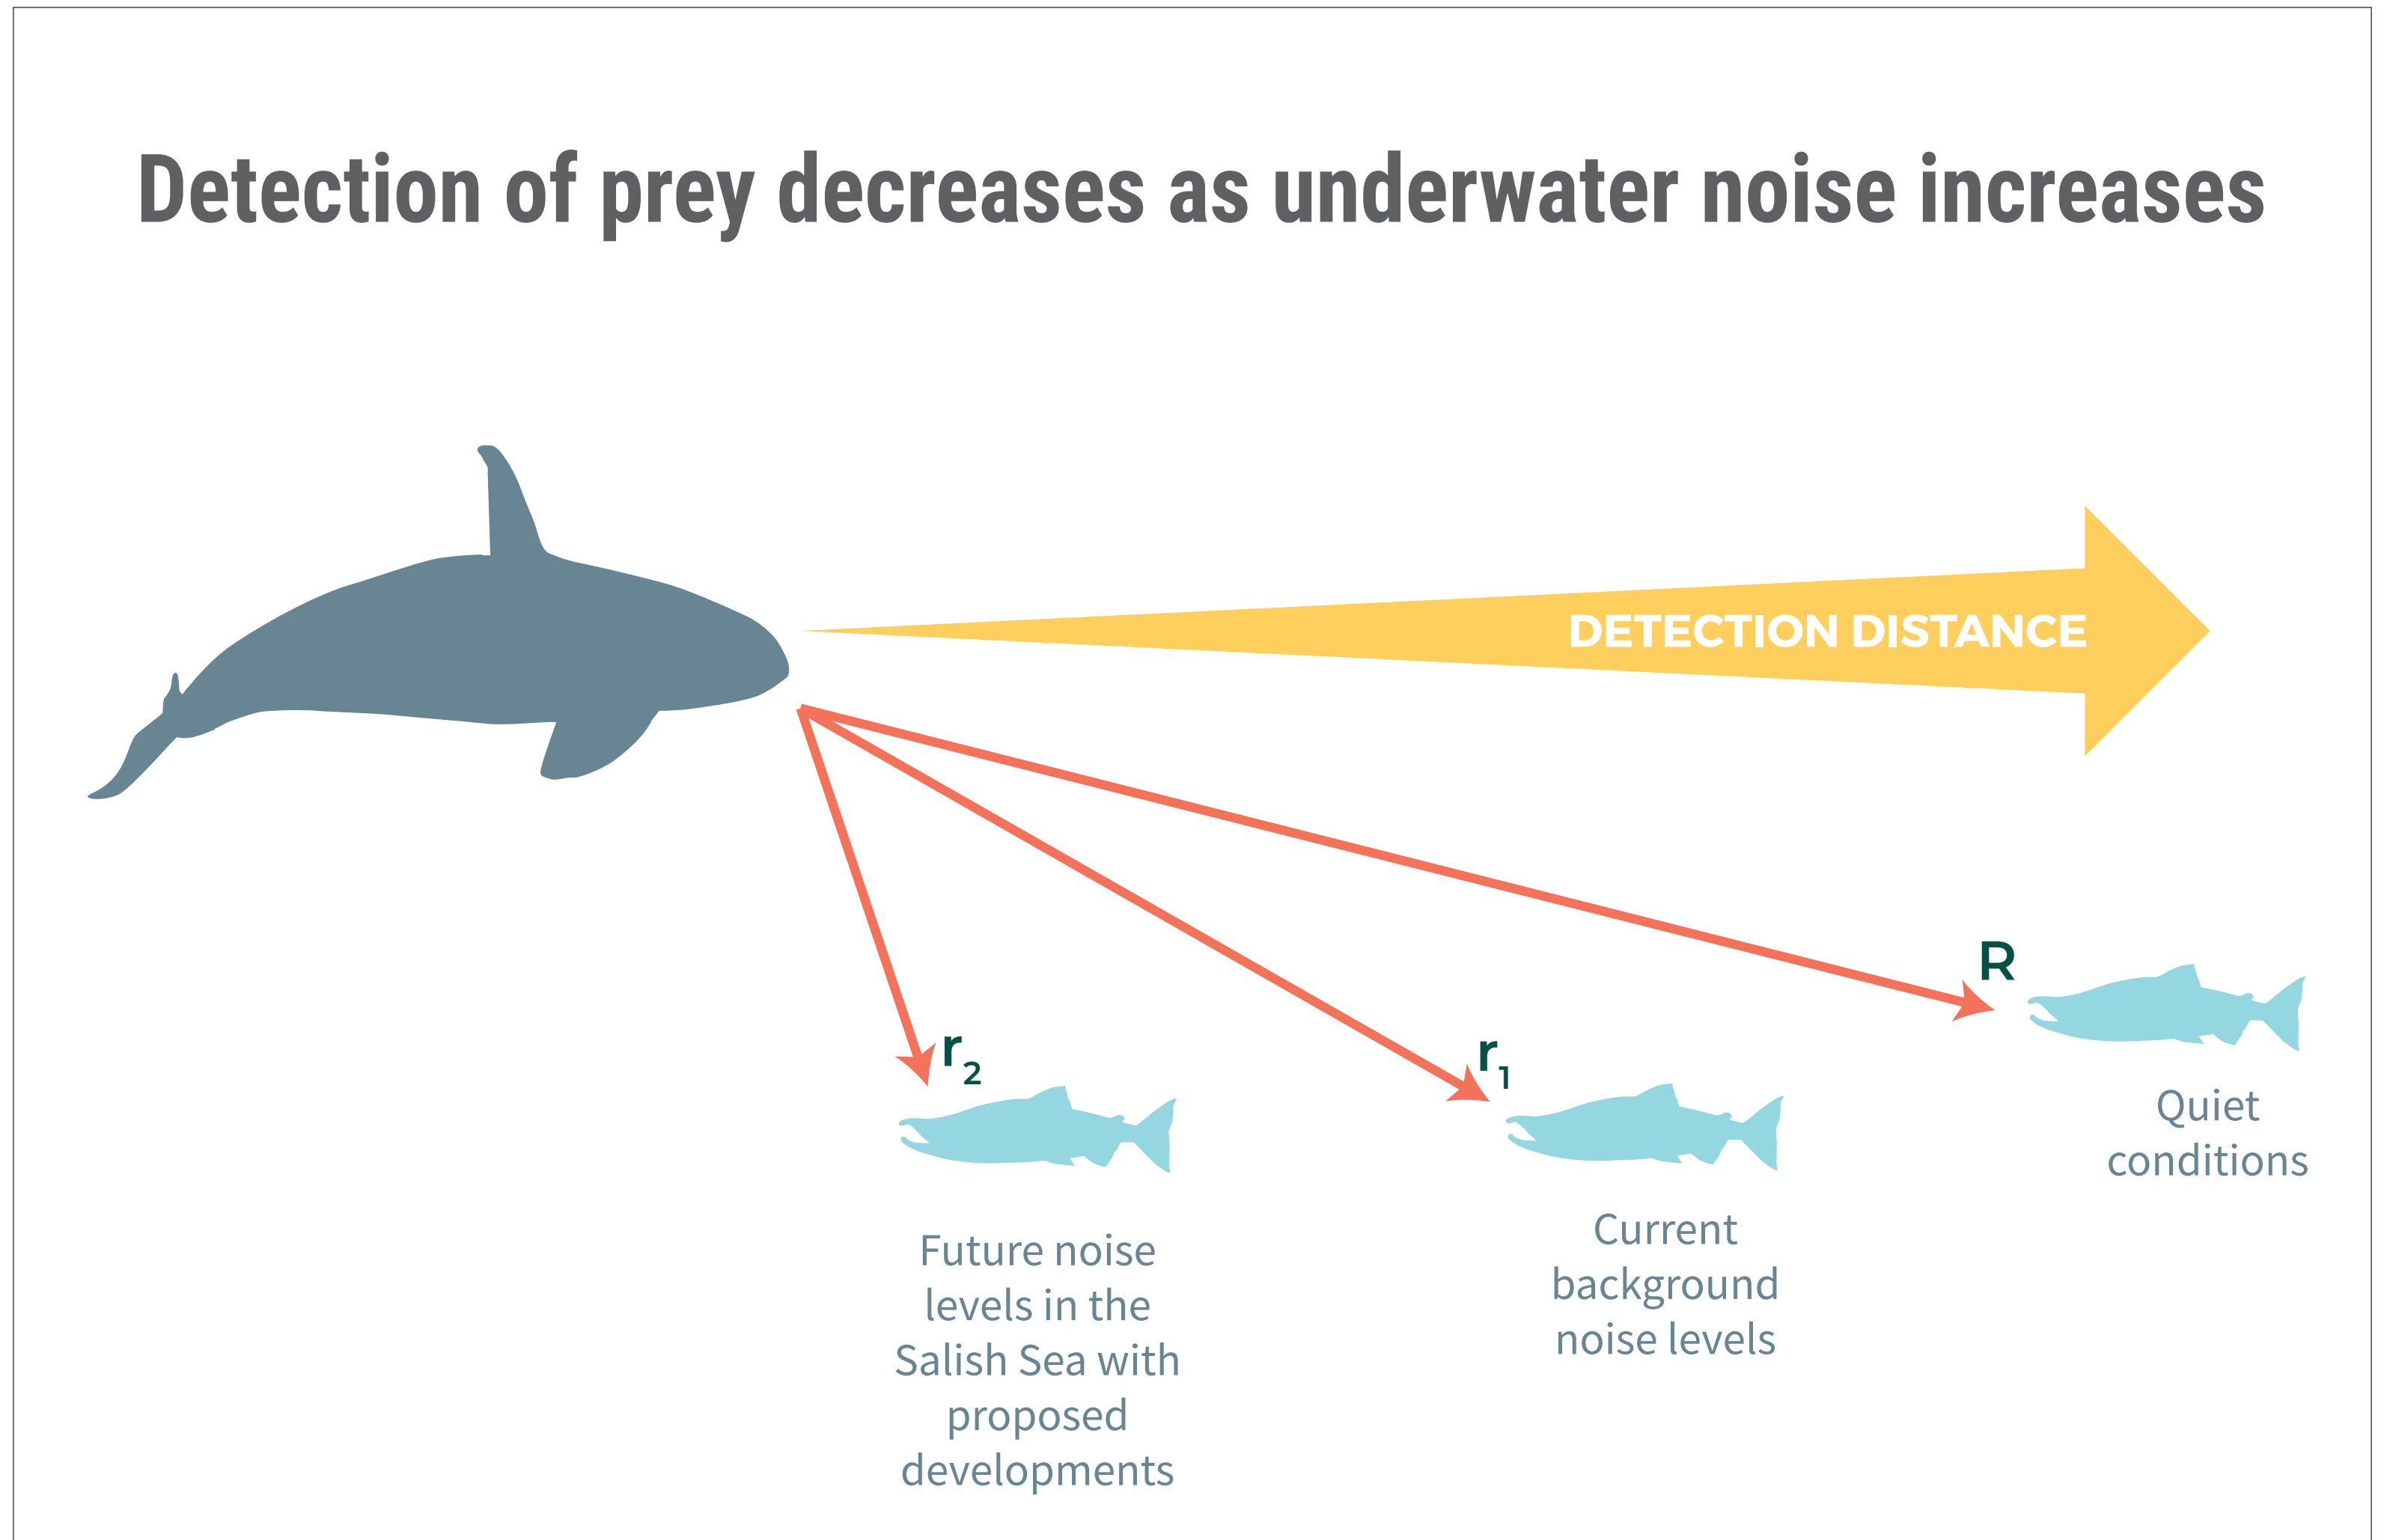 Detection of prey decreases as underwater noise increases
DETECTION DISTANCE
R
r2
r1
Quiet
conditions
Current
background
noise levels
Future noise
levels in the
Salish Sea with
proposed
developments